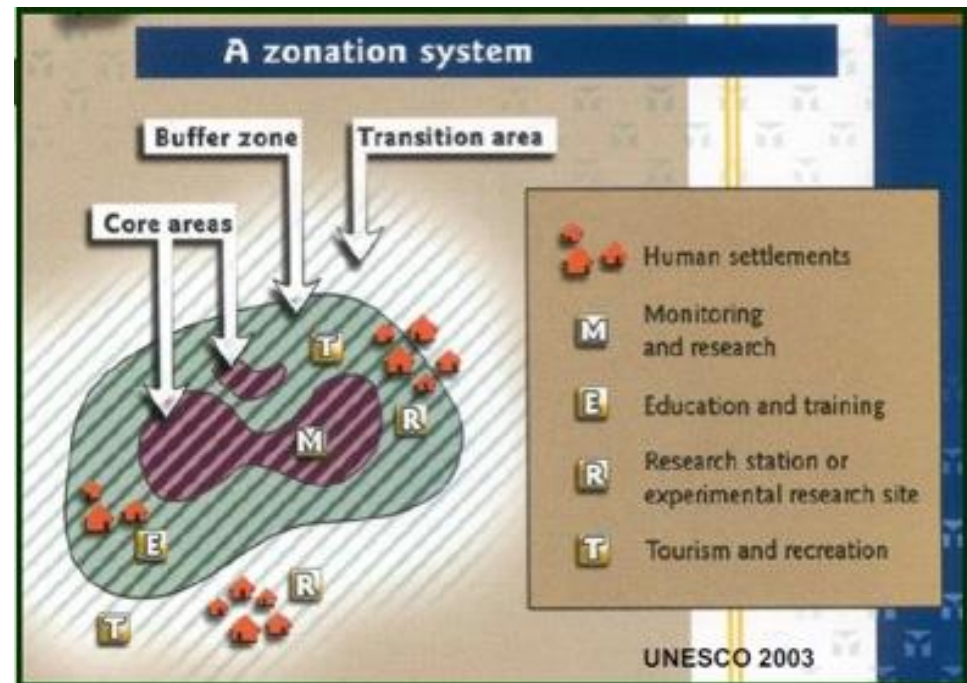 A zonation system
Buffer zone
Transition area
Core areas
T
R
M
E
R
T
Human settlements
M
Monitoring
and research
E
Education and training
R
Research station or
experimental research site
T
Tourism and recreation
UNESCO 2003